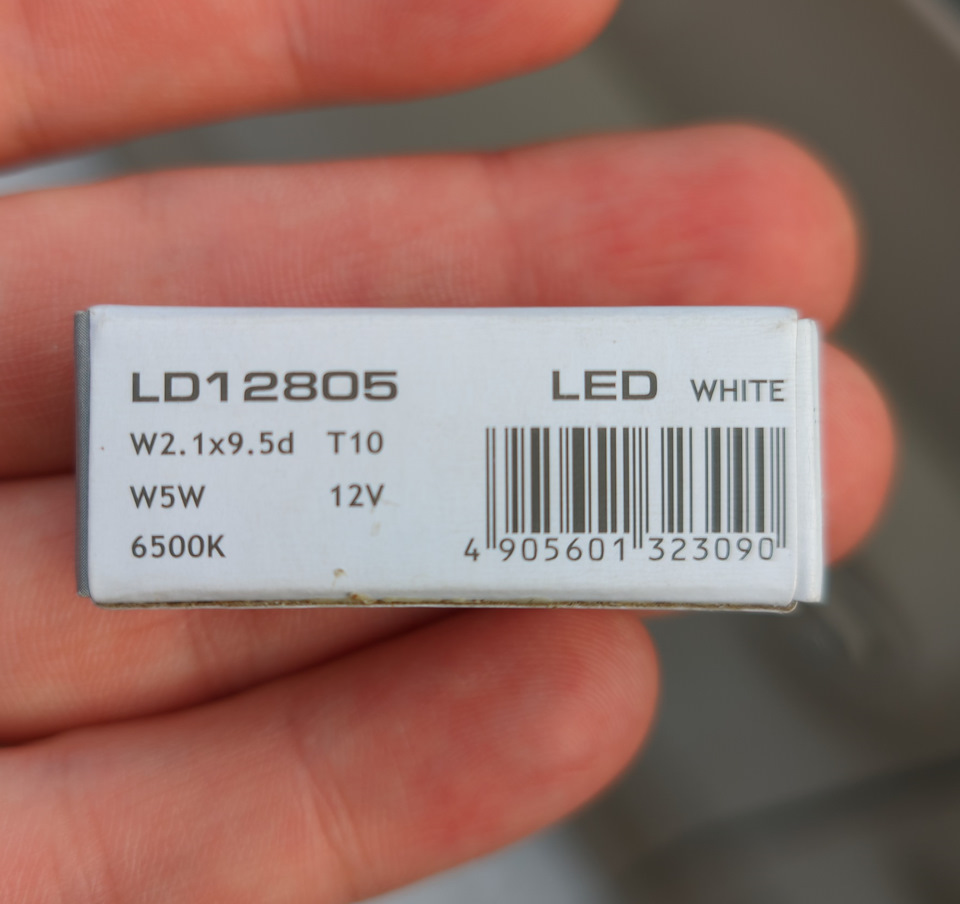 LD12805 LED WHITE
W2.1x9.5d T10
W5W 12V
6500K
4 905601 323090